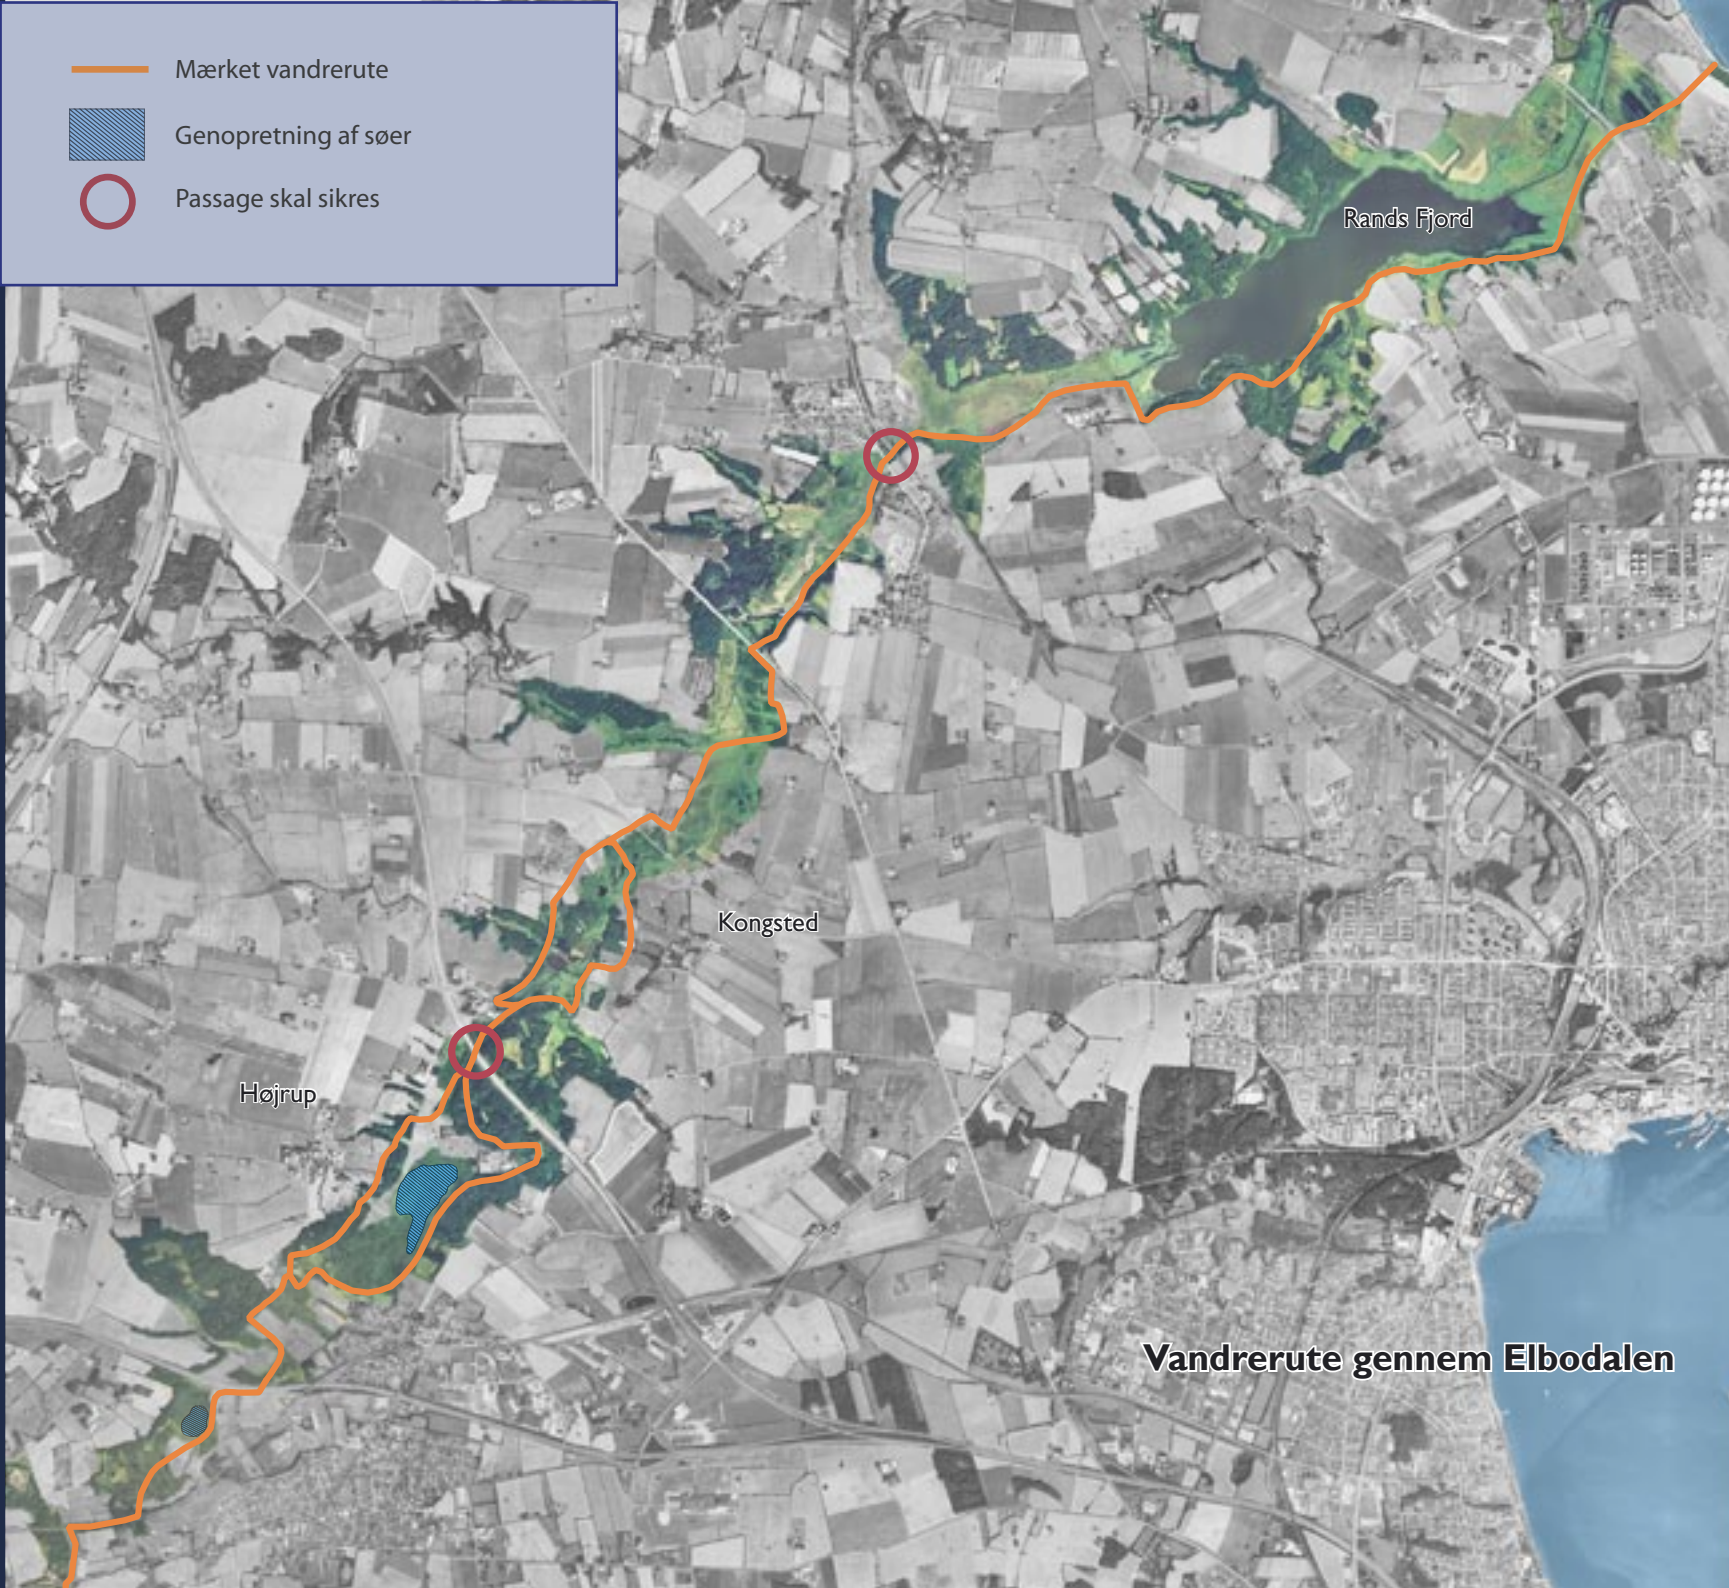 Mærket vandrerute
Genopretning af søer
Passage skal sikres
Rands Fjord
Kongsted
Højrup
Vandrerute gennem Elbodalen